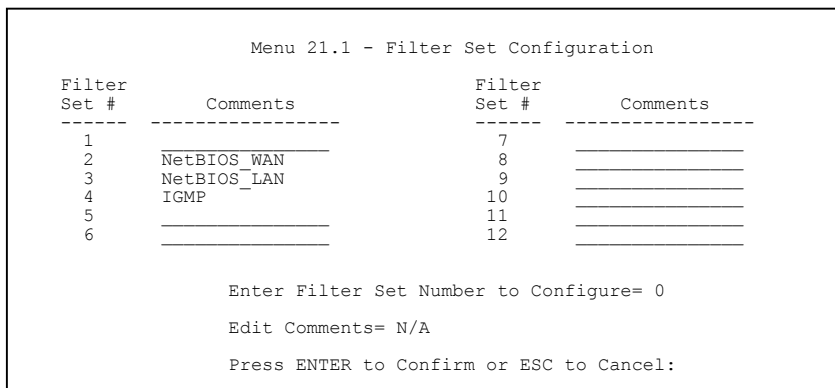 Menu 21.1 - Filter Set Configuration
Filter Filter
Set # Comments Set # Comments
------ ----------------- ------ -----------------
1 _______________ 7 _______________
2 NetBIOS_WAN 8 _______________
3 NetBIOS_LAN 9 _______________
4 IGMP 10 _______________
5 _______________ 11 _______________
6 _______________ 12 _______________
Enter Filter Set Number to Configure= 0
Edit Comments= N/A
Press ENTER to Confirm or ESC to Cancel: